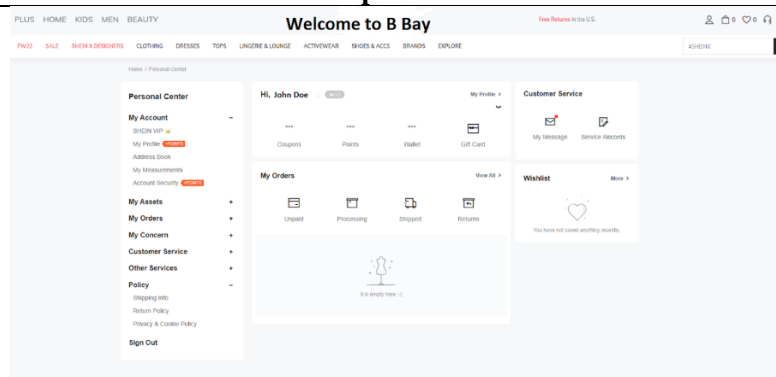 PLUS HOME KIDS MEN BEAUTY
Welcome to B Bay
Free Returns In the U.S.
0
0
FW22 SALE SHEIN X DESIGNERS CLOTHING DRESSES TOPS LINGERIE & LOUNGE ACTIVEWEAR SHOES & ACCS BRANDS EXPLORE
#SHEINK
Home / Personal Center
Personal Center
My Account -
SHEIN VIP
My Profile +POINTS
Address Book
My Measurements
Account Security +POINTS
My Assets +
My Orders +
My Concern +
Customer Service +
Other Services +
Policy -
Shipping Info
Return Policy
Privacy & Cookie Policy
Sign Out
Hi, John Doe
My Profile >
Coupons
Points
Wallet
Gift Card
My Orders
View All >
Unpaid
Processing
Shipped
Returns
It is empty here :-(
Customer Service
My Message
Service Records
Wishlist
More >
You have not saved anything recently.